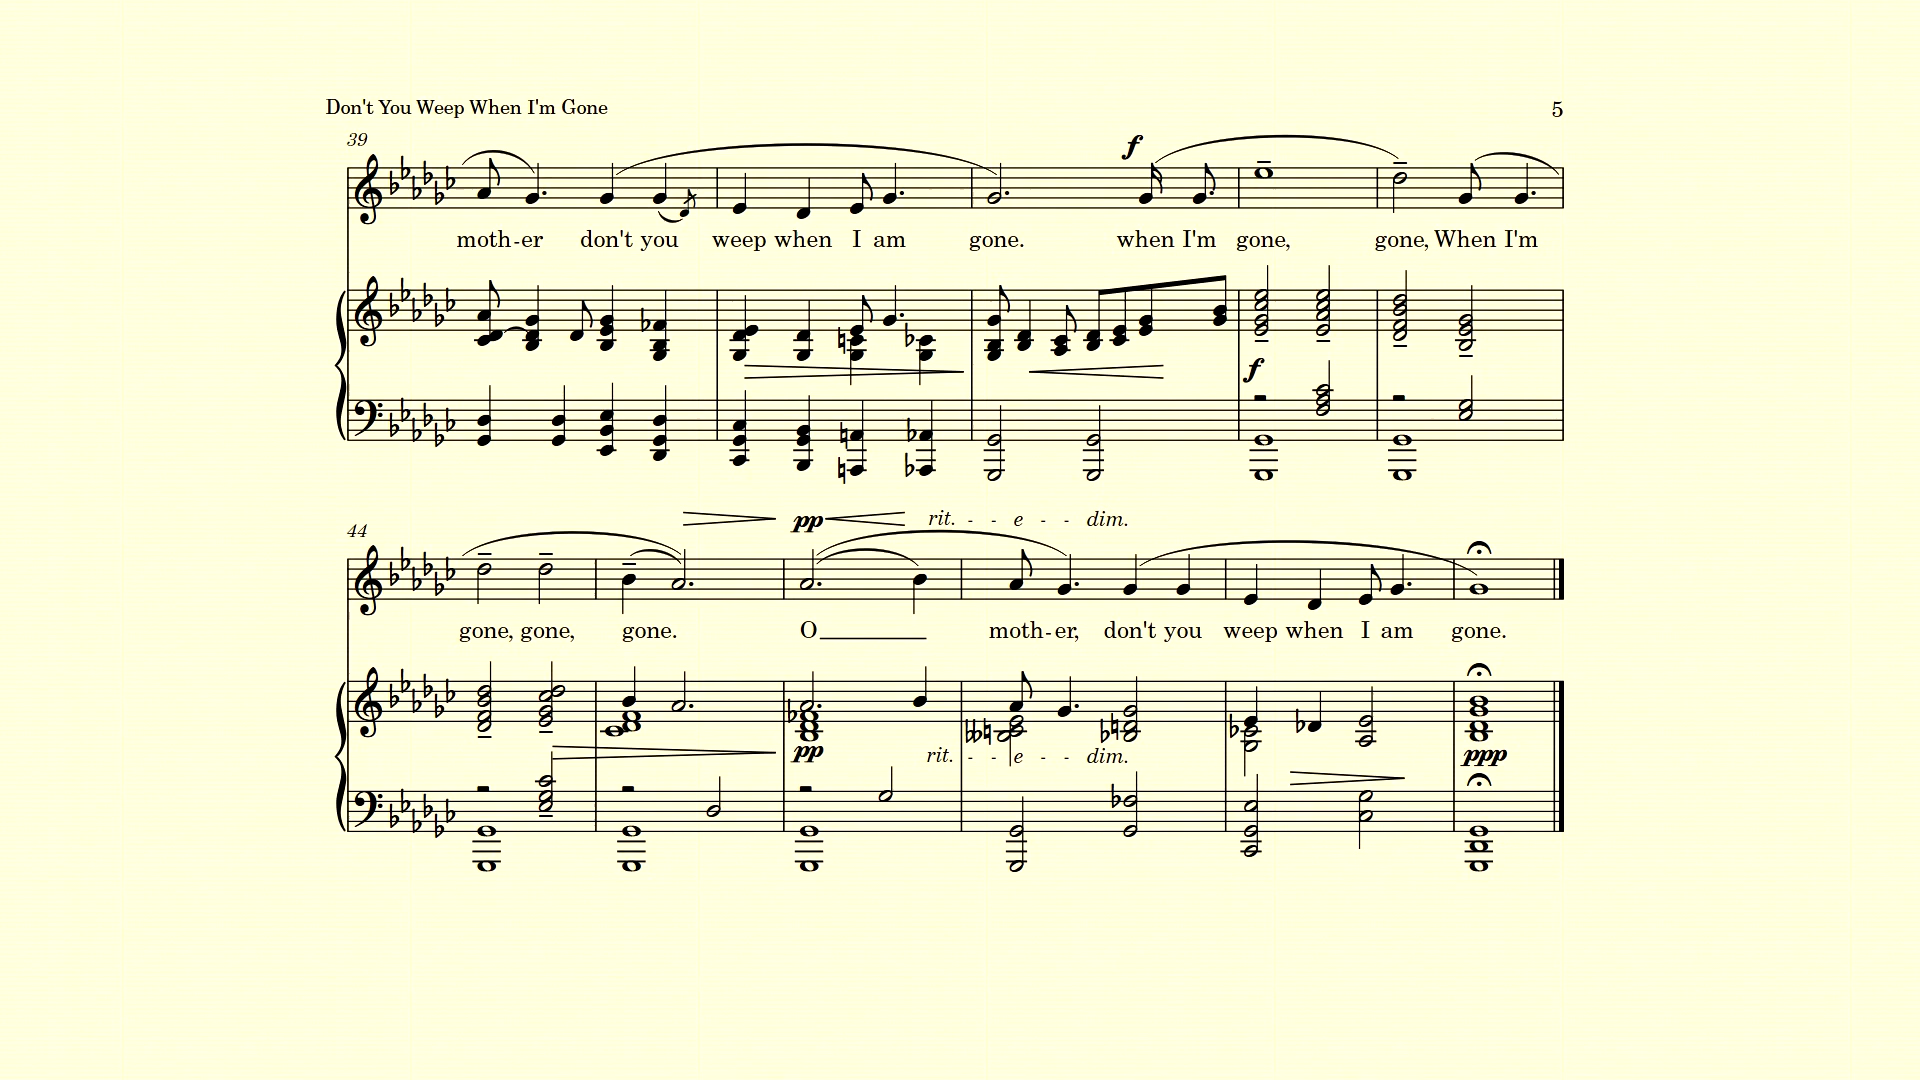 Don't You Weep When I'm Gone 5
39
f
moth-er don't you weep when I am gone. when I'm gone, gone, When I'm
f
44
pp rit. - - e - - dim.
gone, gone, gone. O moth-er, don't you weep when I am gone.
pp rit. - - e - - dim. ppp